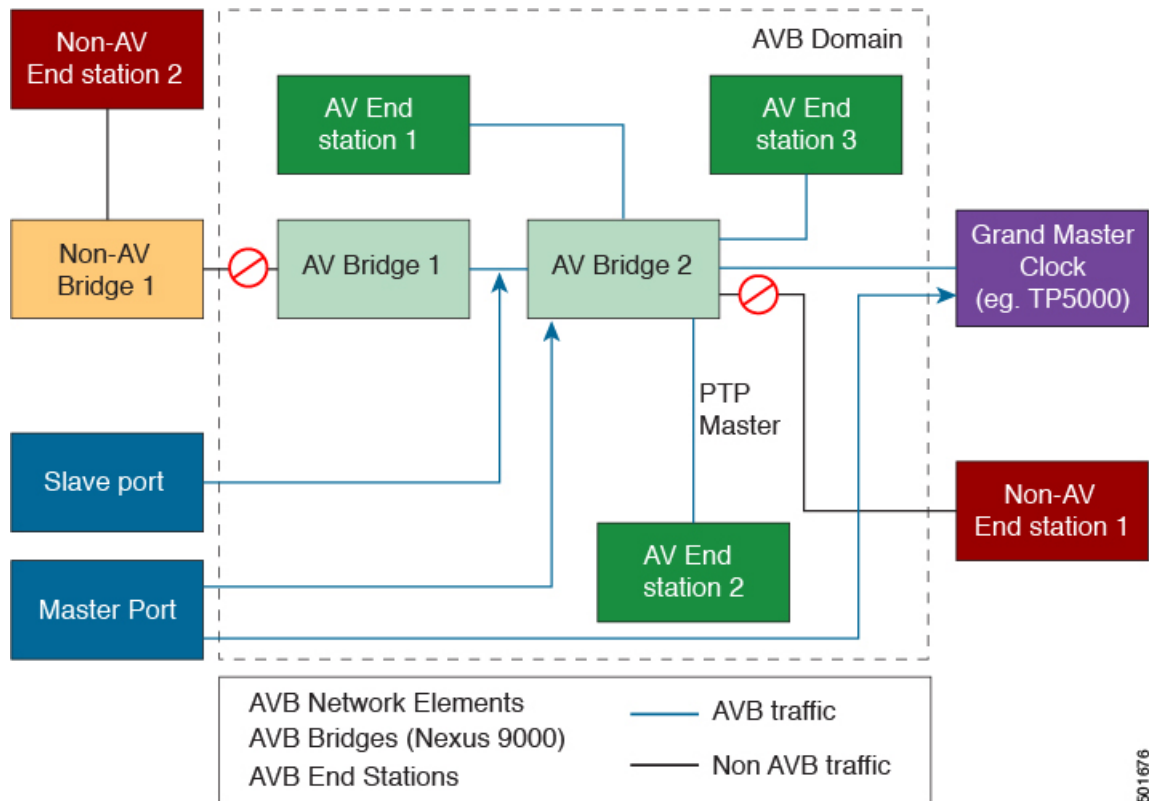 Non-AV
End station 2
AVB Domain
AV End
station 1
AV End
station 3
Non-AV
Bridge 1
AV Bridge 1
AV Bridge 2
Grand Master
Clock
(eg. TP5000)
PTP
Master
Slave port
Non-AV
End station 1
AV End
station 2
Master Port
AVB Network Elements
AVB Bridges (Nexus 9000)
AVB End Stations
AVB traffic
Non AVB traffic
501676